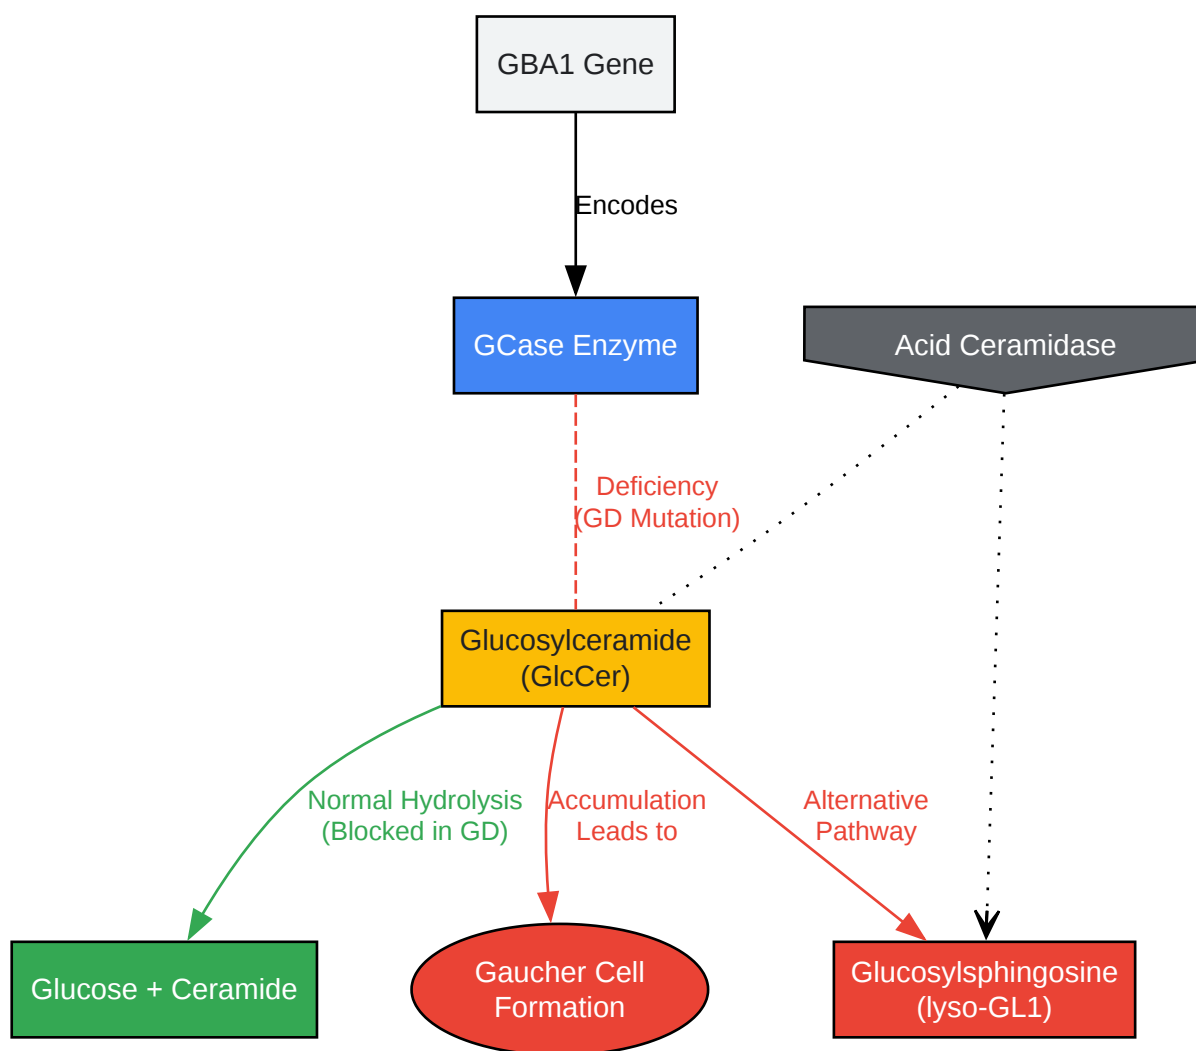 GBA1 Gene
Encodes
GCase Enzyme
Acid Ceramidase
Deficiency
(GD Mutation)
Glucosylceramide
(GlcCer)
Normal Hydrolysis
(Blocked in GD)
Accumulation
Leads to
Alternative
Pathway
Glucose + Ceramide
Gaucher Cell
Formation
Glucosylsphingosine
(lyso-GL1)